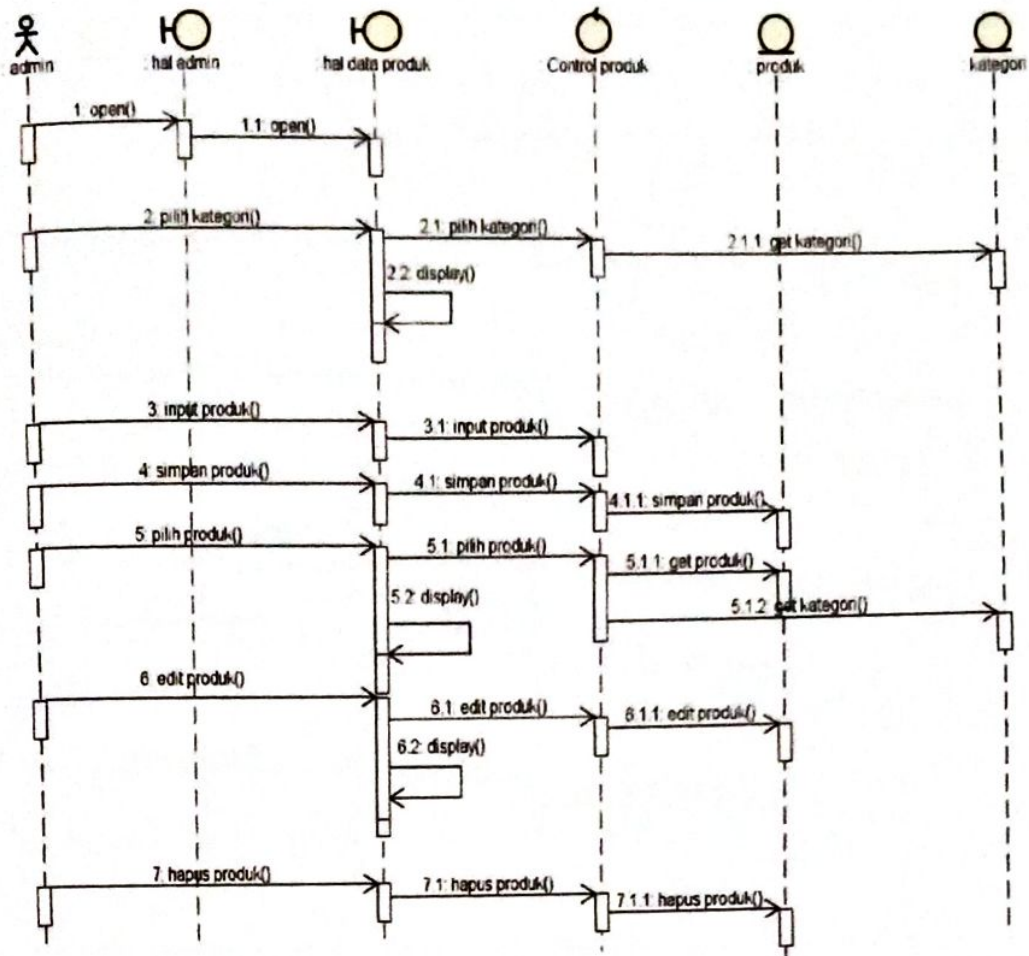 : admin
: hal admin
: hal data produk
: Control produk
: produk
: kategori
1: open()
1.1: open()
2: pilih kategori()
2.1: pilih kategori()
2.1.1: get kategori()
2.2: display()
3: input produk()
3.1: input produk()
4: simpan produk()
4.1: simpan produk()
4.1.1: simpan produk()
5: pilih produk()
5.1: pilih produk()
5.1.1: get produk()
5.2: display()
5.1.2: get kategori()
6: edit produk()
6.1: edit produk()
6.1.1: edit produk()
6.2: display()
7: hapus produk()
7.1: hapus produk()
7.1.1: hapus produk()